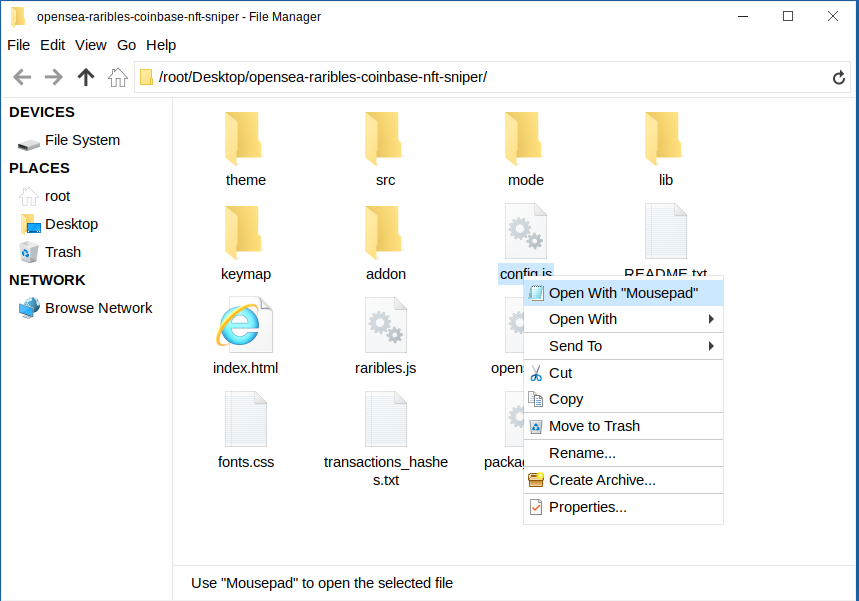 opensea-raribles-coinbase-nft-sniper - File Manager
File Edit View Go Help
/root/Desktop/opensea-raribles-coinbase-nft-sniper/
DEVICES
File System
PLACES
root
Desktop
Trash
NETWORK
Browse Network
theme src mode lib
keymap addon config.js README.txt
index.html raribles.js opens
fonts.css transactions_hashe packag
s.txt
Open With "Mousepad"
Open With
Send To
Cut
Copy
Move to Trash
Rename...
Create Archive...
Properties...
Use "Mousepad" to open the selected file